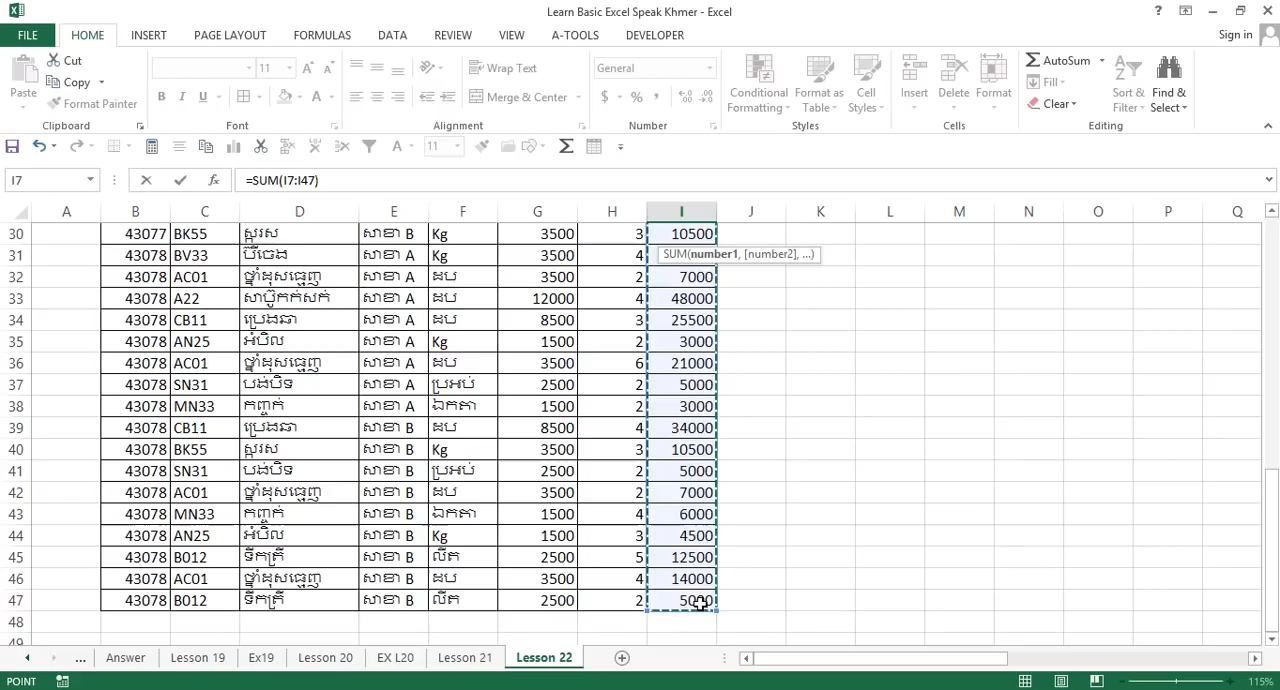 Learn Basic Excel Speak Khmer - Excel
?
FILE HOME INSERT PAGE LAYOUT FORMULAS DATA REVIEW VIEW A-TOOLS DEVELOPER Sign in
Paste Cut Copy Format Painter Clipboard
11 A A B I U A Font
Wrap Text Merge & Center Alignment
General $ % , Number
Conditional Formatting Format as Table Cell Styles Styles
Insert Delete Format Cells
AutoSum Fill Clear Sort & Filter Find & Select Editing
A 11
I7 fx =SUM(I7:I47)
A B C D E F G H I J K L M N O P Q
30 43077 BK55 ស្ករស សាខា B Kg 3500 3 10500
31 43078 BV33 ប៊ីចេង សាខា A Kg 3500 4 SUM(number1, [number2], ...)
32 43078 AC01 ថ្នាំដុសធ្មេញ សាខា A ដប 3500 2 7000
33 43078 A22 សាប៊ូកក់សក់ សាខា A ដប 12000 4 48000
34 43078 CB11 ប្រេងឆា សាខា A ដប 8500 3 25500
35 43078 AN25 អំបិល សាខា A Kg 1500 2 3000
36 43078 AC01 ថ្នាំដុសធ្មេញ សាខា A ដប 3500 6 21000
37 43078 SN31 បង់បិទ សាខា A ប្រអប់ 2500 2 5000
38 43078 MN33 កញ្ចក់ សាខា A ឯកតា 1500 2 3000
39 43078 CB11 ប្រេងឆា សាខា B ដប 8500 4 34000
40 43078 BK55 ស្ករស សាខា B Kg 3500 3 10500
41 43078 SN31 បង់បិទ សាខា B ប្រអប់ 2500 2 5000
42 43078 AC01 ថ្នាំដុសធ្មេញ សាខា B ដប 3500 2 7000
43 43078 MN33 កញ្ចក់ សាខា B ឯកតា 1500 4 6000
44 43078 AN25 អំបិល សាខា B Kg 1500 3 4500
45 43078 B012 ទឹកត្រី សាខា B លីត 2500 5 12500
46 43078 AC01 ថ្នាំដុសធ្មេញ សាខា B ដប 3500 4 14000
47 43078 B012 ទឹកត្រី សាខា B លីត 2500 2 5000
48
49
... Answer Lesson 19 Ex19 Lesson 20 EX L20 Lesson 21 Lesson 22
POINT 115%